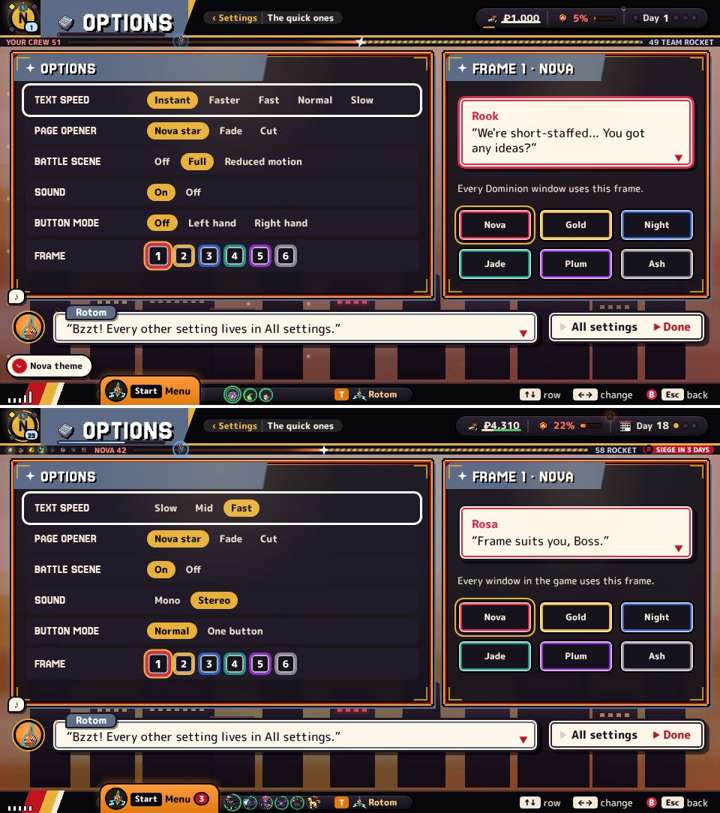 N
1
OPTIONS
‹ Settings The quick ones
₽1,000 5% Day 1
YOUR CREW 51
49 TEAM ROCKET
OPTIONS
TEXT SPEED Instant Faster Fast Normal Slow
PAGE OPENER Nova star Fade Cut
BATTLE SCENE Off Full Reduced motion
SOUND On Off
BUTTON MODE Off Left hand Right hand
FRAME 1 2 3 4 5 6
FRAME 1 · NOVA
Rook
“We're short-staffed... You got
any ideas?”
Every Dominion window uses this frame.
Nova Gold Night
Jade Plum Ash
Rotom
“Bzzt! Every other setting lives in All settings.”
All settings Done
Nova theme
Start Menu
T Rotom
row change B Esc back
N
OPTIONS
‹ Settings The quick ones
₽4,310 22% Day 18
NOVA 42
58 ROCKET SIEGE IN 3 DAYS
OPTIONS
TEXT SPEED Slow Mid Fast
PAGE OPENER Nova star Fade Cut
BATTLE SCENE On Off
SOUND Mono Stereo
BUTTON MODE Normal One button
FRAME 1 2 3 4 5 6
FRAME 1 · NOVA
Rosa
“Frame suits you, Boss.”
Every window in the game uses this frame.
Nova Gold Night
Jade Plum Ash
Rotom
“Bzzt! Every other setting lives in All settings.”
All settings Done
Start Menu 3
T Rotom
row change B Esc back